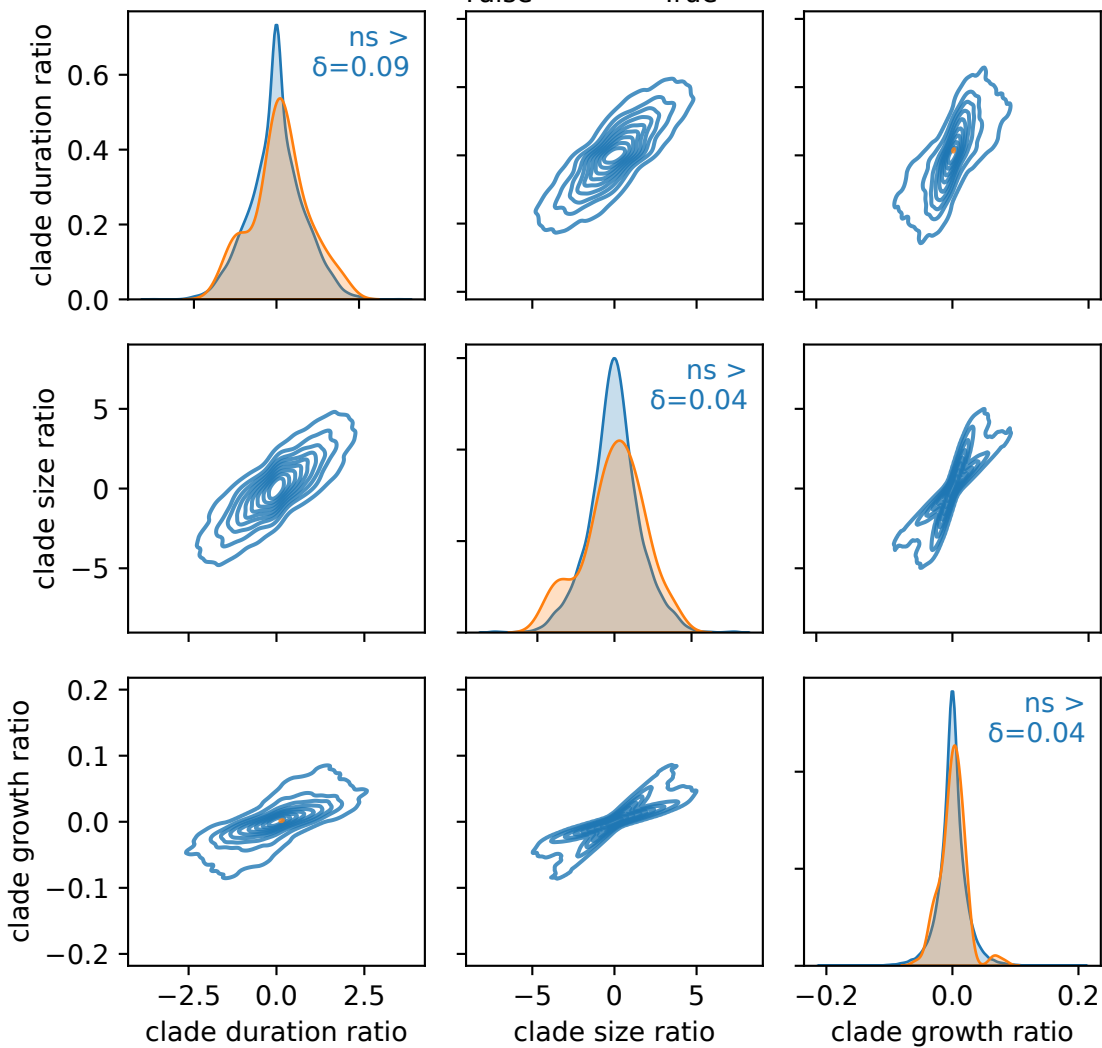 ns >
δ=0.09
clade duration ratio
0.6
0.4
0.2
0.0
ns >
δ=0.04
clade size ratio
5
0
−5
ns >
δ=0.04
clade growth ratio
0.2
0.1
0.0
−0.1
−0.2
−2.5 0.0 2.5
−5 0 5
−0.2 0.0 0.2
clade duration ratio
clade size ratio
clade growth ratio